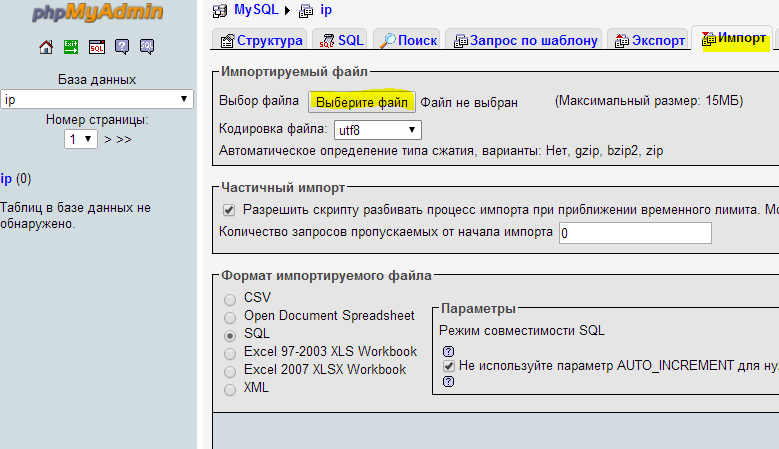 phpMyAdmin
База данных
ip
Номер страницы:
1 > >>
ip (0)
Таблиц в базе данных не
обнаружено.
MySQL ip
Структура SQL Поиск Запрос по шаблону Экспорт Импорт
Импортируемый файл
Выбор файла Выберите файл Файл не выбран (Максимальный размер: 15МБ)
Кодировка файла: utf8
Автоматическое определение типа сжатия, варианты: Нет, gzip, bzip2, zip
Частичный импорт
Разрешить скрипту разбивать процесс импорта при приближении временного лимита.
Количество запросов пропускаемых от начала импорта 0
Формат импортируемого файла
CSV
Open Document Spreadsheet
SQL
Excel 97-2003 XLS Workbook
Excel 2007 XLSX Workbook
XML
Параметры
Режим совместимости SQL
Не используйте параметр AUTO_INCREMENT для